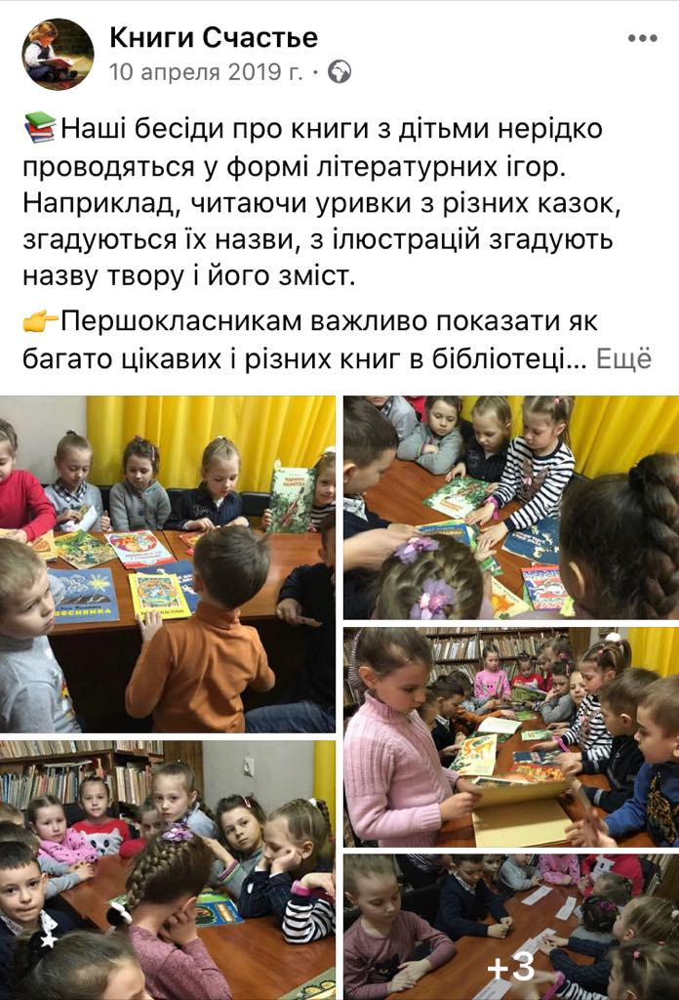 Книги Счастье
10 апреля 2019 г. ·
Наші бесіди про книги з дітьми нерідко
проводяться у формі літературних ігор.
Наприклад, читаючи уривки з різних казок,
згадуються їх назви, з ілюстрацій згадують
назву твору і його зміст.
Першокласникам важливо показати як
багато цікавих і різних книг в бібліотеці... Ещё
+3